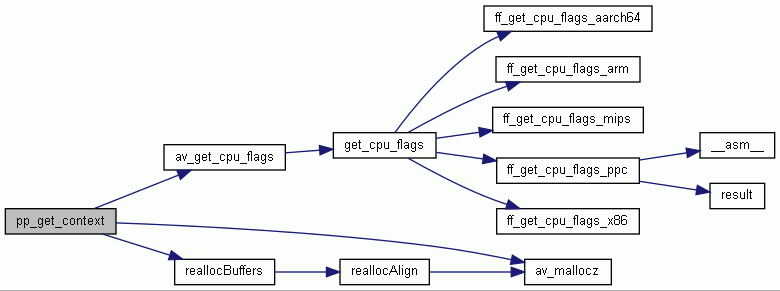 ff_get_cpu_flags_aarch64
ff_get_cpu_flags_arm
ff_get_cpu_flags_mips
__asm__
av_get_cpu_flags
get_cpu_flags
ff_get_cpu_flags_ppc
result
pp_get_context
ff_get_cpu_flags_x86
reallocBuffers
reallocAlign
av_mallocz